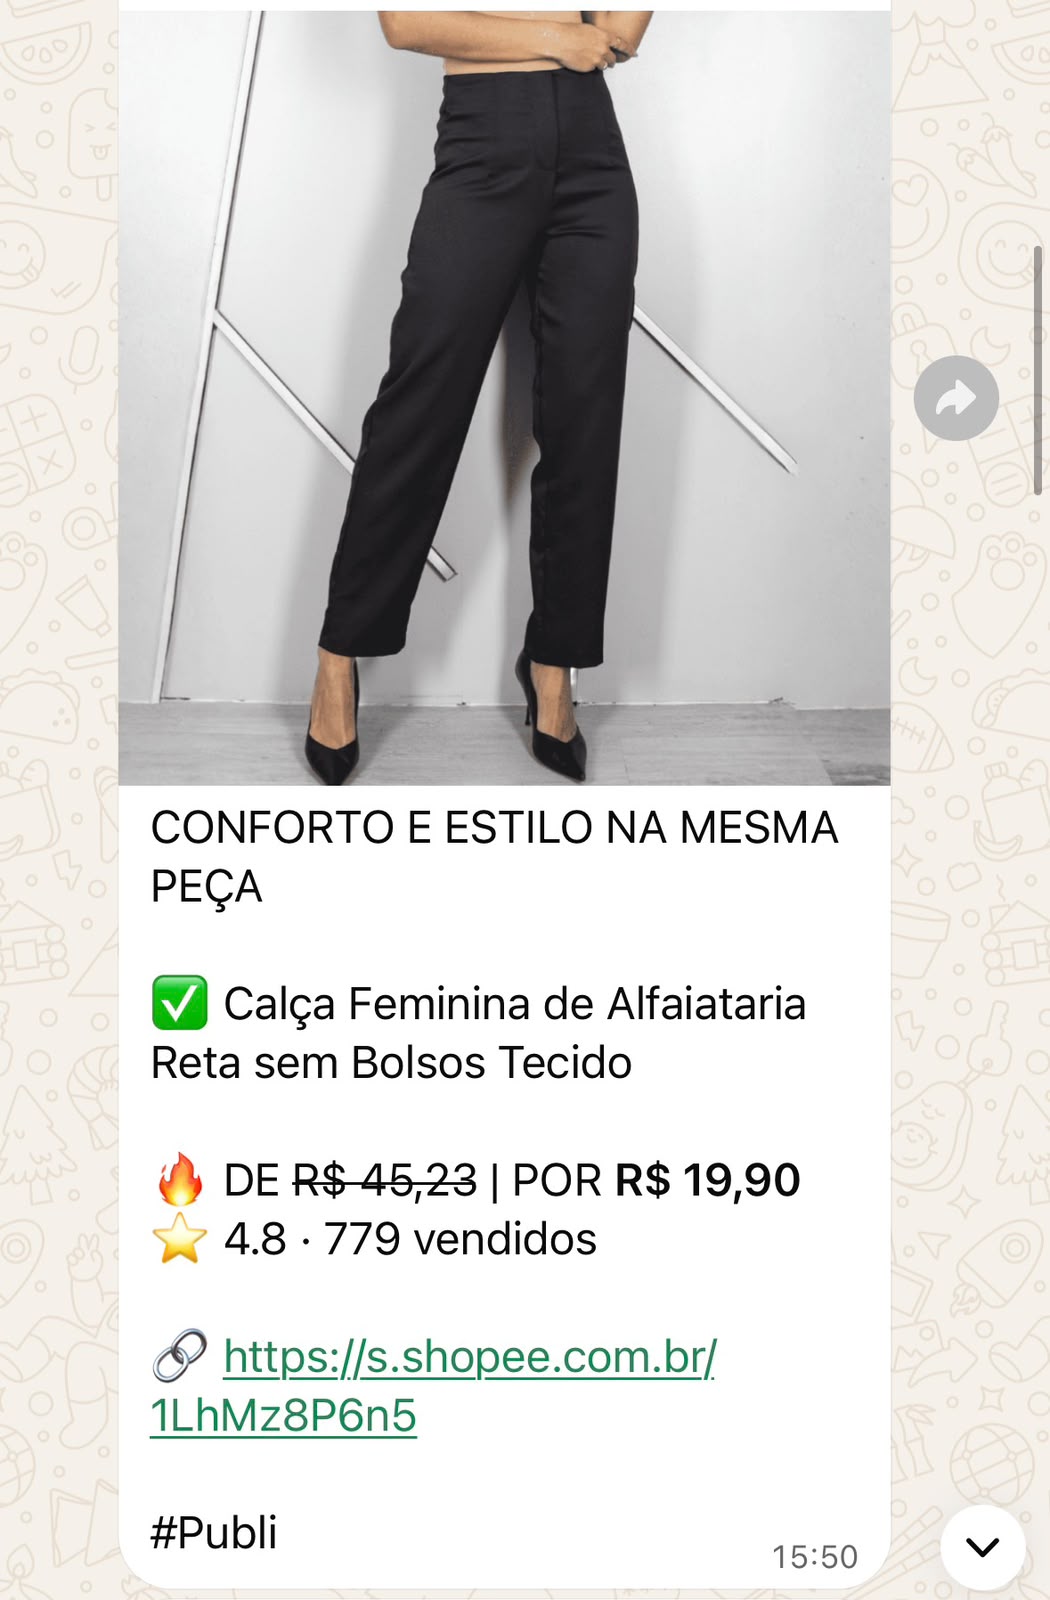 CONFORTO E ESTILO NA MESMA
PEÇA
✅ Calça Feminina de Alfaiataria
Reta sem Bolsos Tecido
🔥 DE R$ 45,23 | POR R$ 19,90
⭐ 4.8 · 779 vendidos
🔗 https://s.shopee.com.br/
1LhMz8P6n5
#Publi
15:50